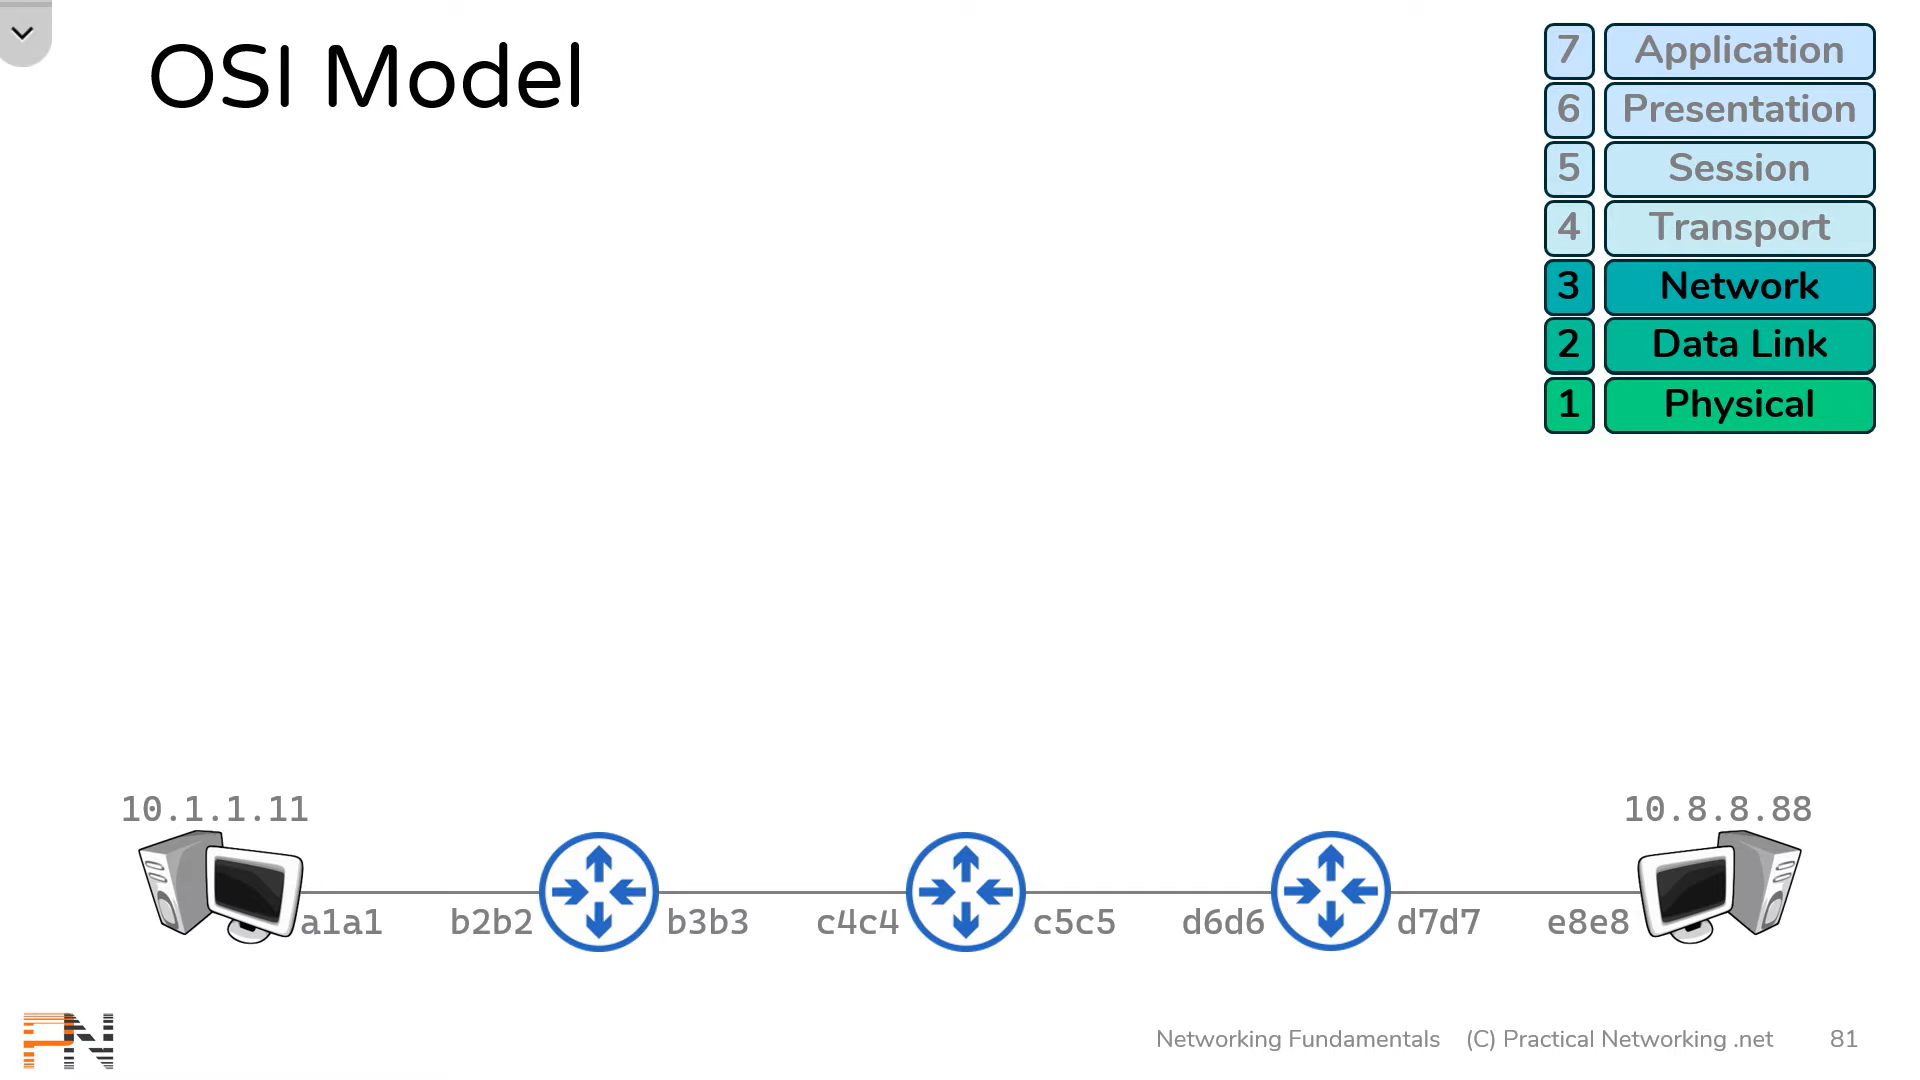 OSI Model
7 Application
6 Presentation
5 Session
4 Transport
3 Network
2 Data Link
1 Physical
10.1.1.11
10.8.8.88
a1a1 b2b2 b3b3 c4c4 c5c5 d6d6 d7d7 e8e8
PN
Networking Fundamentals (C) Practical Networking .net 81